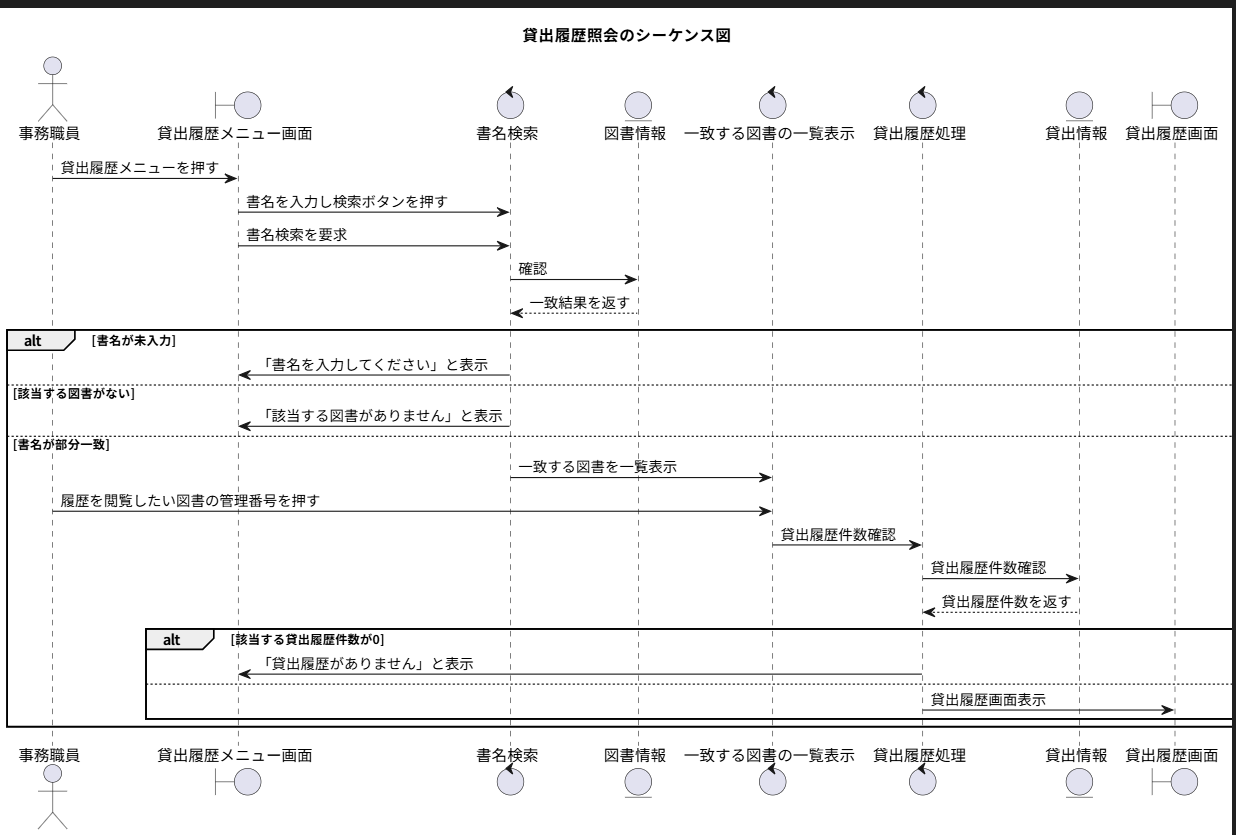 貸出履歴照会のシーケンス図
事務職員 貸出履歴メニュー画面 書名検索 図書情報 一致する図書の一覧表示 貸出履歴処理 貸出情報 貸出履歴画面
貸出履歴メニューを押す
書名を入力し検索ボタンを押す
書名検索を要求
確認
一致結果を返す
alt [書名が未入力]
「書名を入力してください」と表示
[該当する図書がない]
「該当する図書がありません」と表示
[書名が部分一致]
一致する図書を一覧表示
履歴を閲覧したい図書の管理番号を押す
貸出履歴件数確認
貸出履歴件数確認
貸出履歴件数を返す
alt [該当する貸出履歴件数が0]
「貸出履歴がありません」と表示
貸出履歴画面表示
事務職員 貸出履歴メニュー画面 書名検索 図書情報 一致する図書の一覧表示 貸出履歴処理 貸出情報 貸出履歴画面